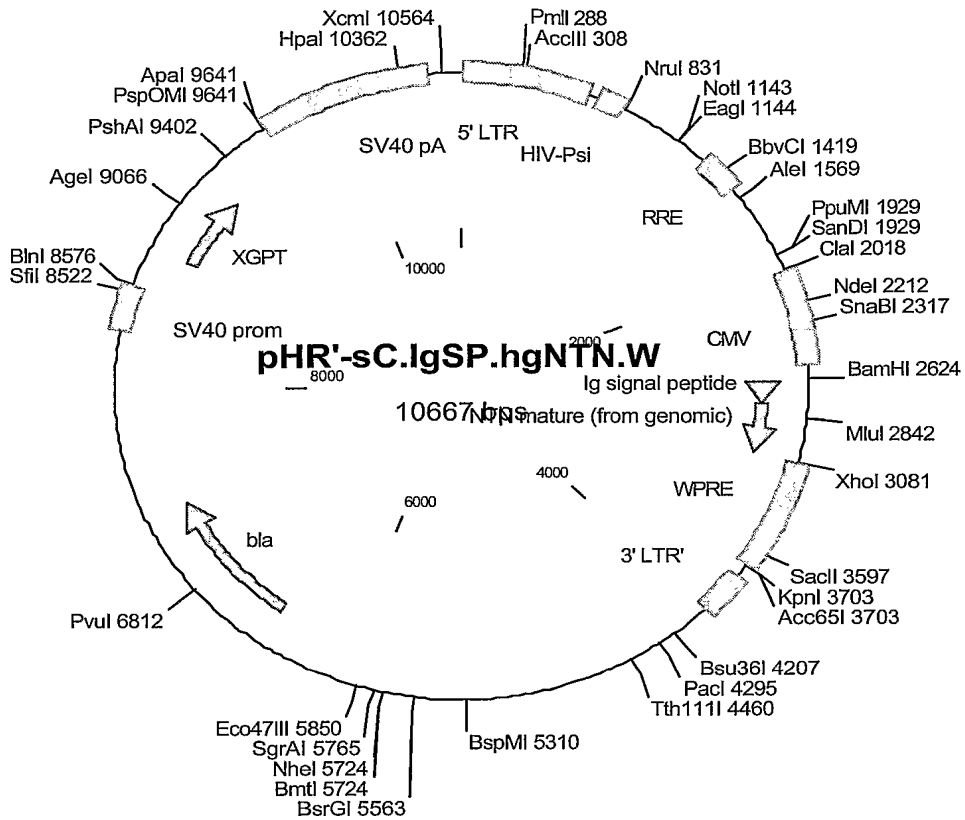 XcmI 10564
HpaI 10362
ApaI 9641
PspOMI 9641
PshAI 9402
AgeI 9066
BlnI 8576
SfiI 8522
PmlI 288
AccIII 308
NruI 831
NotI 1143
EagI 1144
BbvCI 1419
AleI 1569
PpuMI 1929
SanDI 1929
ClaI 2018
NdeI 2212
SnaBI 2317
BamHI 2624
MluI 2842
XhoI 3081
SacII 3597
KpnI 3703
Acc65I 3703
Bsu36I 4207
PacI 4295
Tth111I 4460
BspMI 5310
BsrGI 5563
BmtI 5724
NheI 5724
SgrAI 5765
Eco47III 5850
PvuI 6812
SV40 pA
5' LTR
HIV-Psi
RRE
CMV
Ig signal peptide
NTN mature (from genomic)
WPRE
3' LTR'
bla
SV40 prom
XGPT
10000
2000
4000
6000
8000
pHR'-sC.IgSP.hgNTN.W
10667 bps